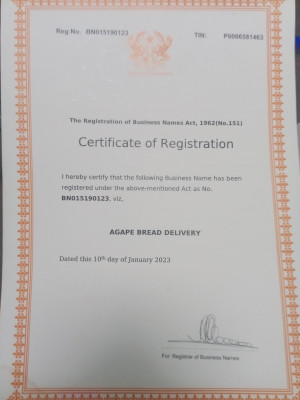 Reg No. BN015190123 TIN: P0066581463
The Registration of Business Names Act, 1962(No.151)
Certificate of Registration
I hereby certify that the following Business Name has been
registered under the above-mentioned Act as No.
BN015190123. viz,
AGAPE BREAD DELIVERY
Dated this 10th day of January 2023
For Registrar of Business Names